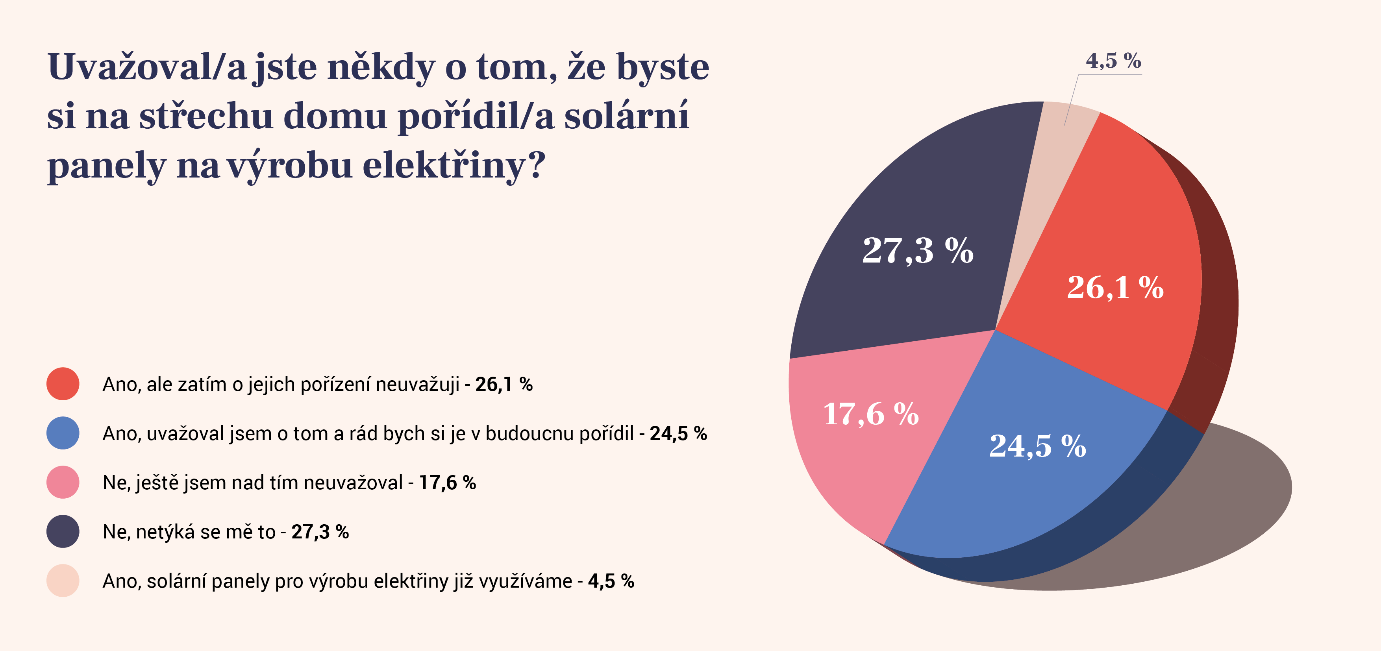 Uvažoval/a jste někdy o tom, že byste
si na střechu domu pořídil/a solární
panely na výrobu elektřiny?
Ano, ale zatím o jejich pořízení neuvažuji - 26,1 %
Ano, uvažoval jsem o tom a rád bych si je v budoucnu pořídil - 24,5 %
Ne, ještě jsem nad tím neuvažoval - 17,6 %
Ne, netýká se mě to - 27,3 %
Ano, solární panely pro výrobu elektřiny již využíváme - 4,5 %
4,5 %
27,3 %
26,1 %
17,6 %
24,5 %